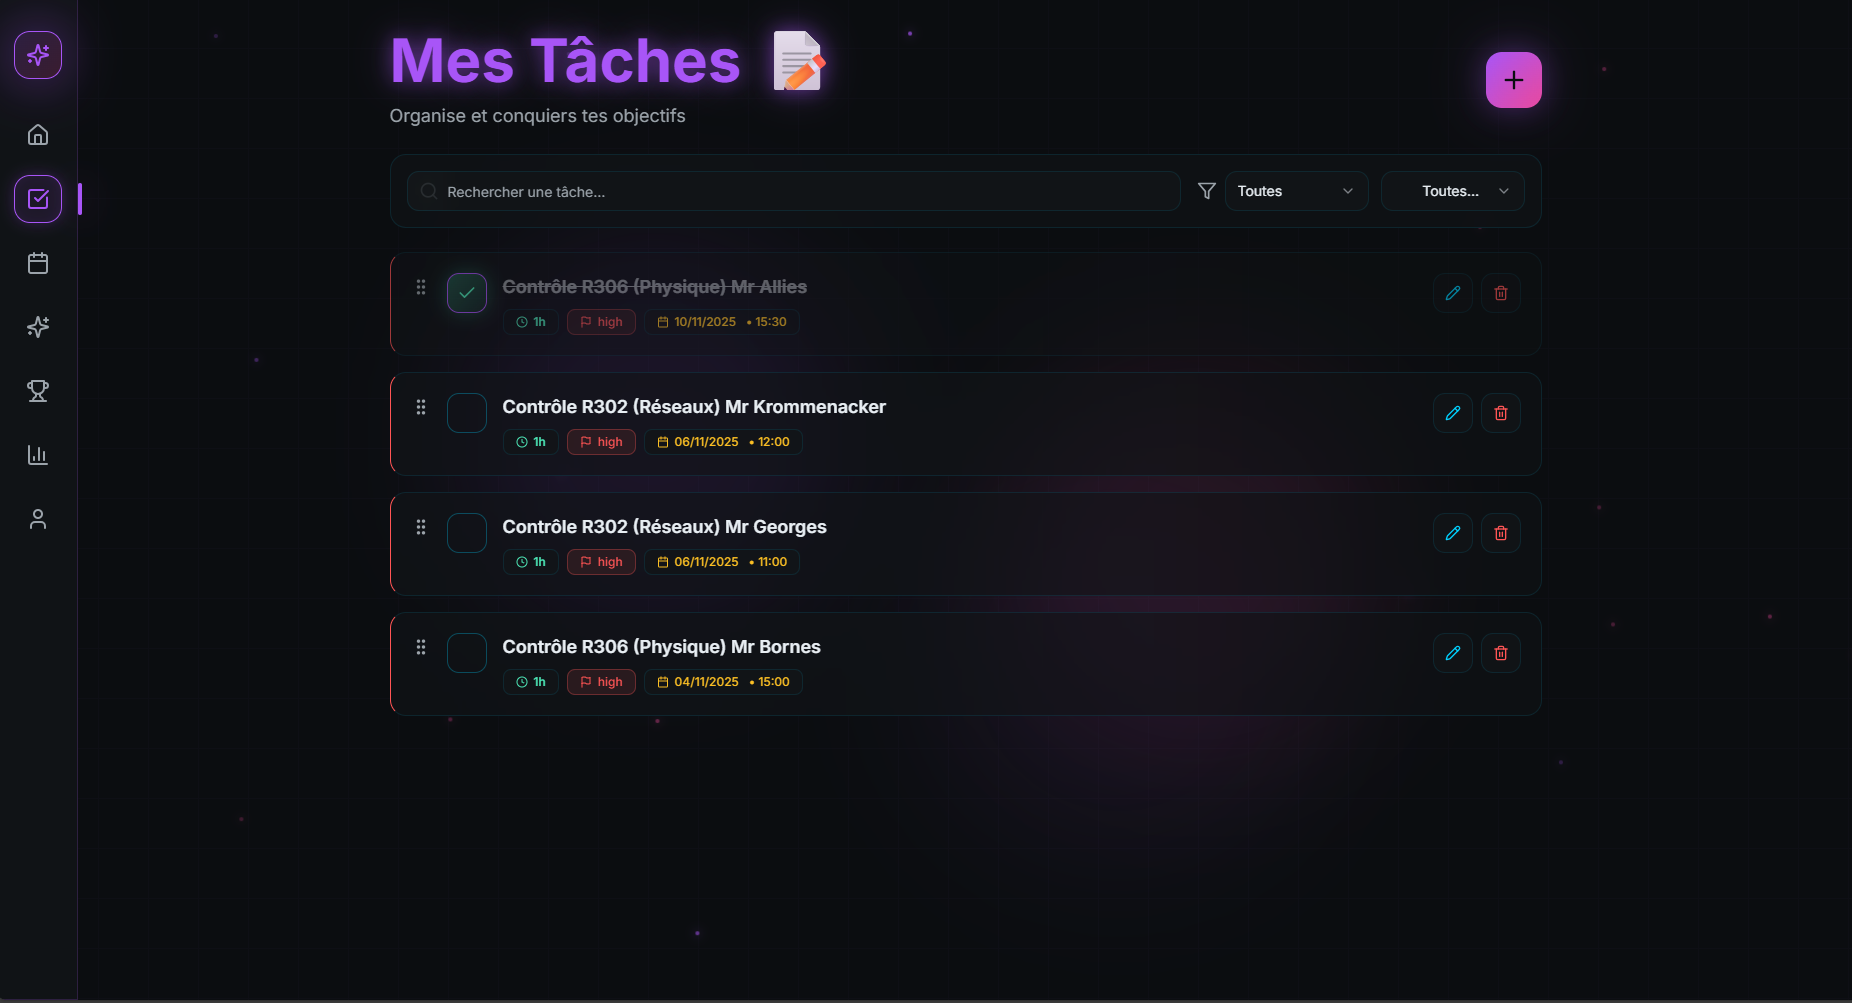 Mes Tâches
Organise et conquiers tes objectifs
Rechercher une tâche...
Toutes
Toutes...
Contrôle R306 (Physique) Mr Allies
1h high 10/11/2025 • 15:30
Contrôle R302 (Réseaux) Mr Krommenacker
1h high 06/11/2025 • 12:00
Contrôle R302 (Réseaux) Mr Georges
1h high 06/11/2025 • 11:00
Contrôle R306 (Physique) Mr Bornes
1h high 04/11/2025 • 15:00